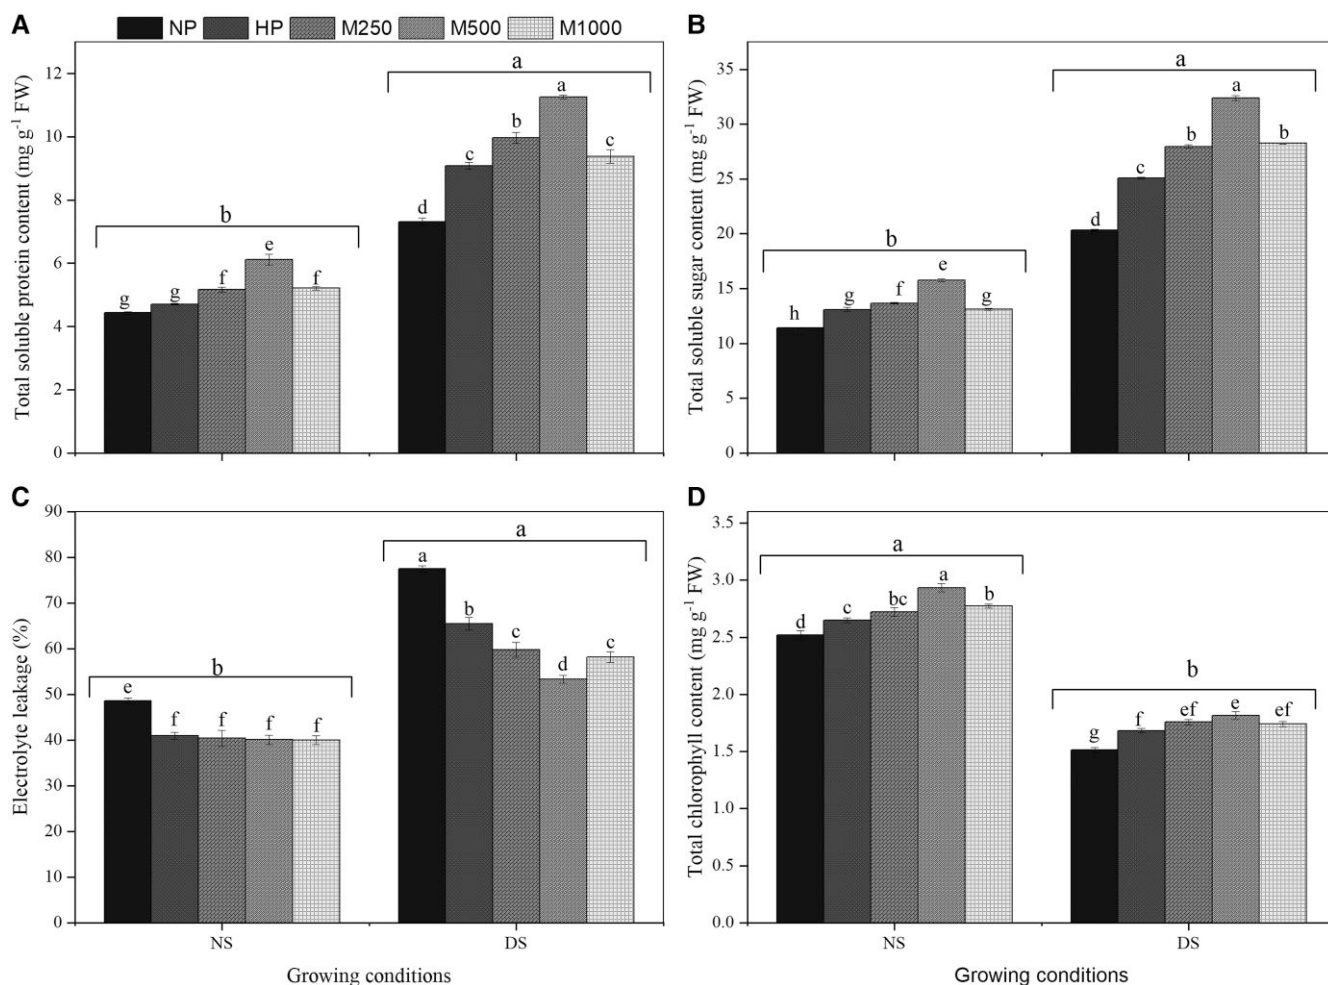 A
NP HP M250 M500 M1000
B
Total soluble protein content (mg g⁻¹ FW)
12
10
8
6
4
2
0
b
g g f e f
a
d c b a c
Total soluble sugar content (mg g⁻¹ FW)
35
30
25
20
15
10
5
0
b
h g f e g
a
d c b a b
C
Electrolyte leakage (%)
90
80
70
60
50
40
30
20
10
0
b
e f f f f
a
a b c d c
NS DS
Growing conditions
D
Total chlorophyll content (mg g⁻¹ FW)
3.5
3.0
2.5
2.0
1.5
1.0
0.5
0.0
a
d c bc a b
b
g f ef e ef
NS DS
Growing conditions